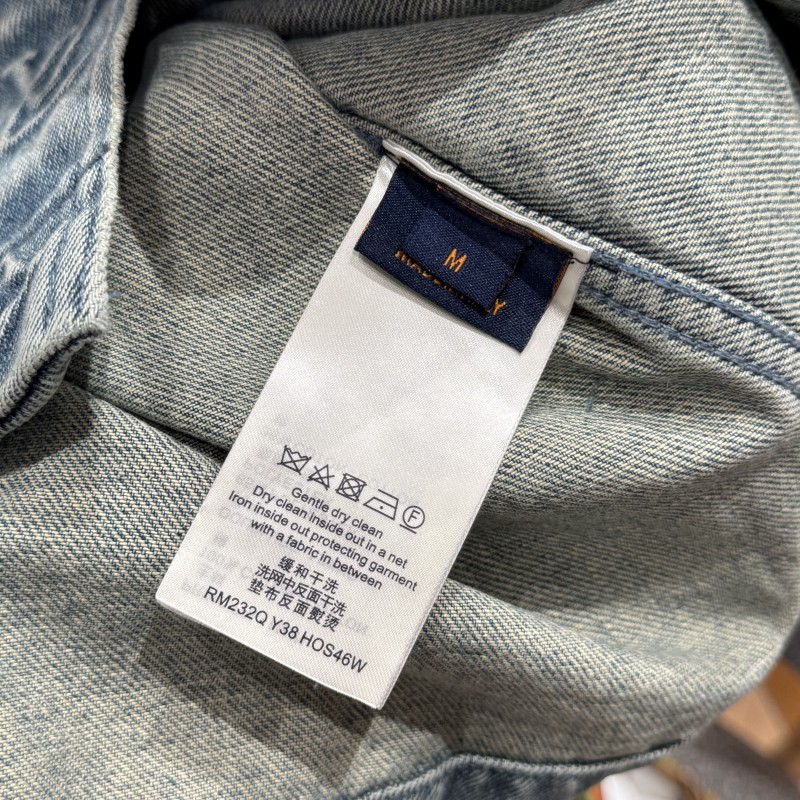 M
Gentle dry clean
Dry clean inside out in a net
Iron inside out protecting garment
with a fabric in between
缓和干洗
洗网中反面干洗
垫布反面熨烫
RM232Q Y38 HOS46W